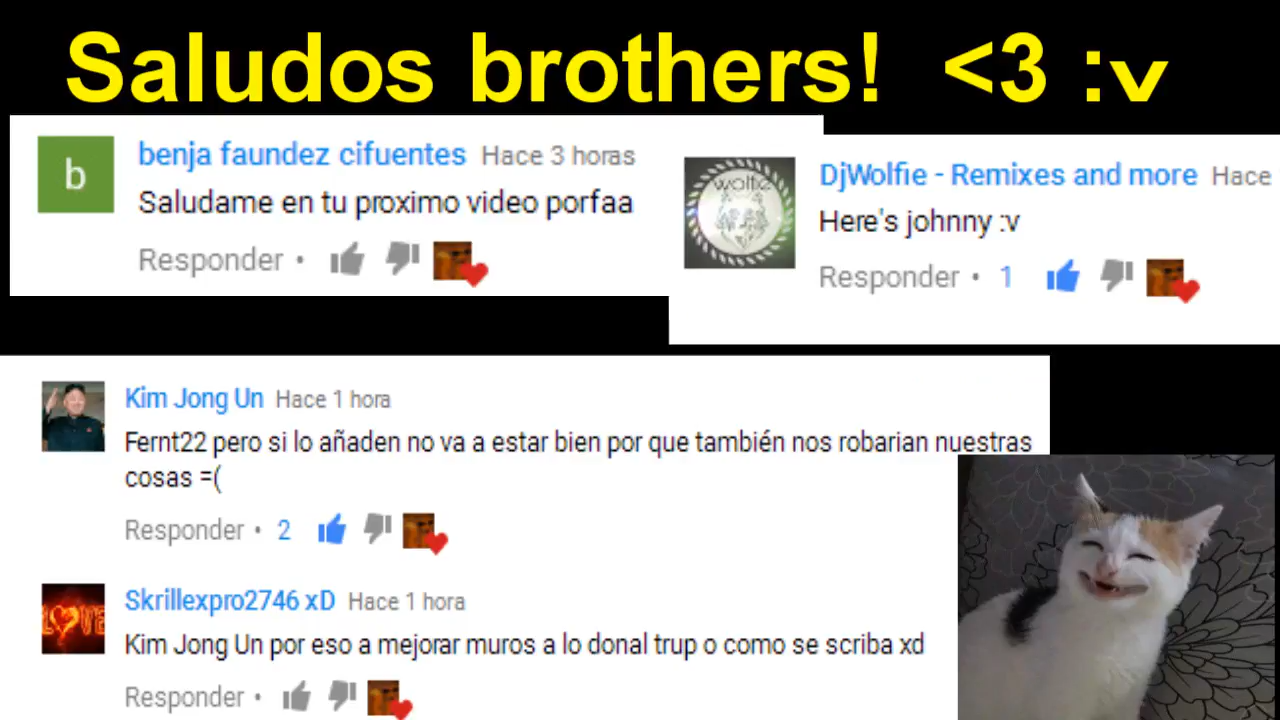 Saludos brothers! <3 :v
b
benja faundez cifuentes Hace 3 horas
Saludame en tu proximo video porfaa
Responder •
wolfie
DjWolfie - Remixes and more Hace
Here's johnny :v
Responder • 1
Kim Jong Un Hace 1 hora
Fernt22 pero si lo añaden no va a estar bien por que también nos robarian nuestras
cosas =(
Responder • 2
LOVE
Skrillexpro2746 xD Hace 1 hora
Kim Jong Un por eso a mejorar muros a lo donal trup o como se scriba xd
Responder •